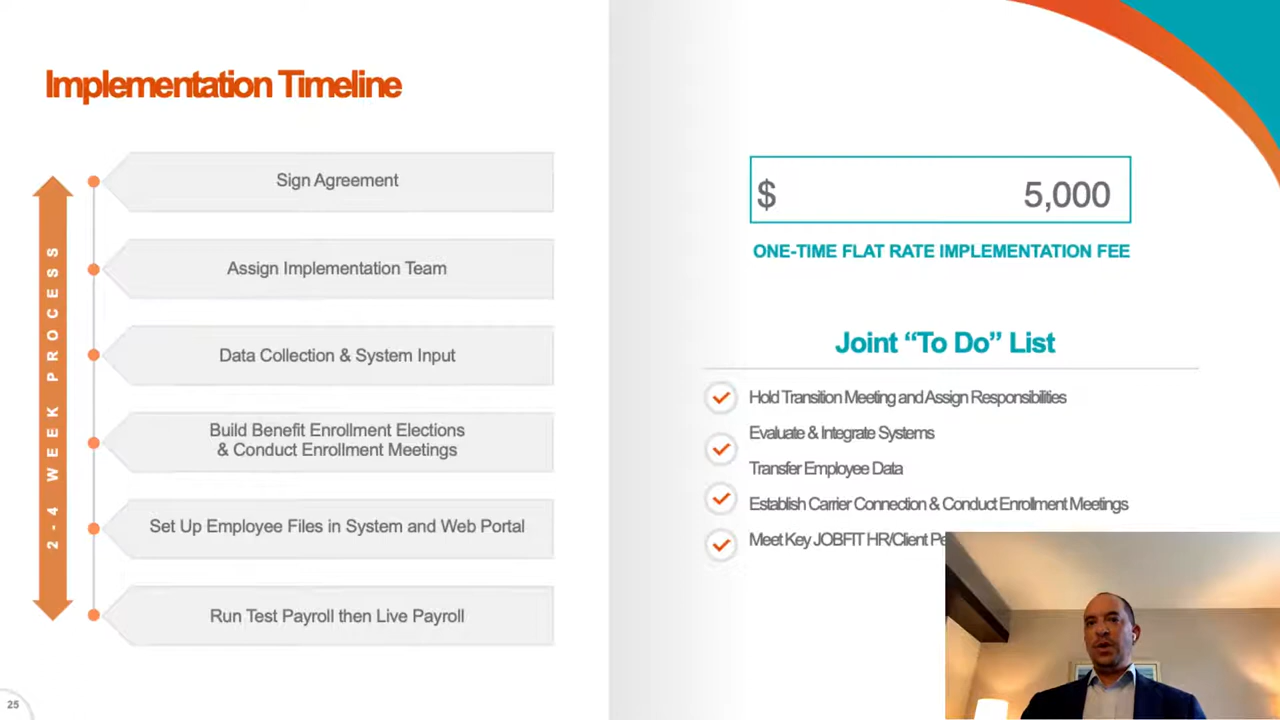 Implementation Timeline
2-4 WEEK PROCESS
Sign Agreement
Assign Implementation Team
Data Collection & System Input
Build Benefit Enrollment Elections
& Conduct Enrollment Meetings
Set Up Employee Files in System and Web Portal
Run Test Payroll then Live Payroll
25
$ 5,000
ONE-TIME FLAT RATE IMPLEMENTATION FEE
Joint “To Do” List
Hold Transition Meeting and Assign Responsibilities
Evaluate & Integrate Systems
Transfer Employee Data
Establish Carrier Connection & Conduct Enrollment Meetings
Meet Key JOBFIT HR/Client